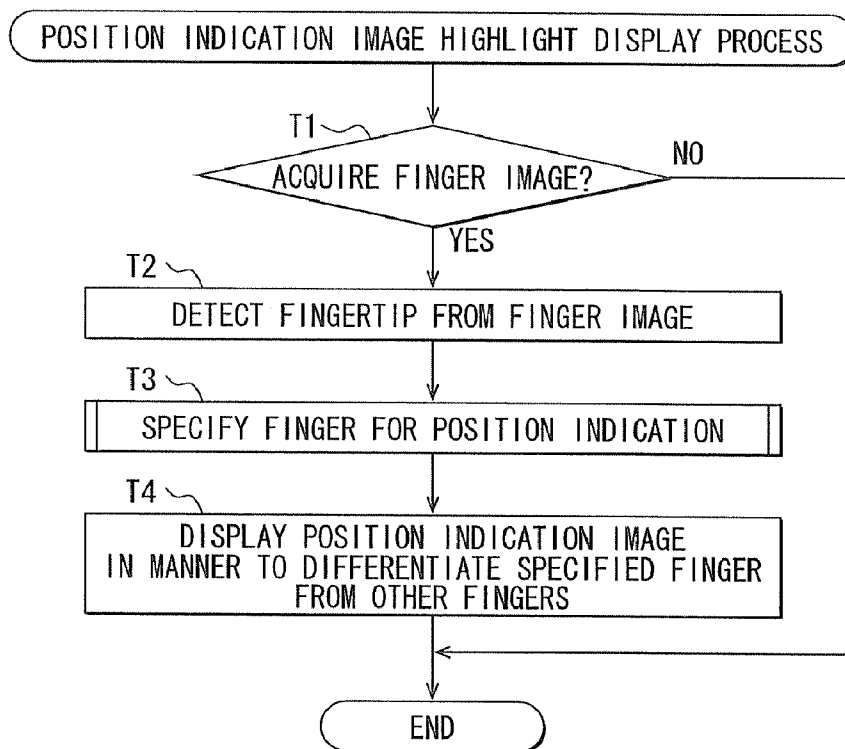 POSITION INDICATION IMAGE HIGHLIGHT DISPLAY PROCESS
T1
ACQUIRE FINGER IMAGE?
NO
YES
T2
DETECT FINGERTIP FROM FINGER IMAGE
T3
SPECIFY FINGER FOR POSITION INDICATION
T4
DISPLAY POSITION INDICATION IMAGE
IN MANNER TO DIFFERENTIATE SPECIFIED FINGER
FROM OTHER FINGERS
END